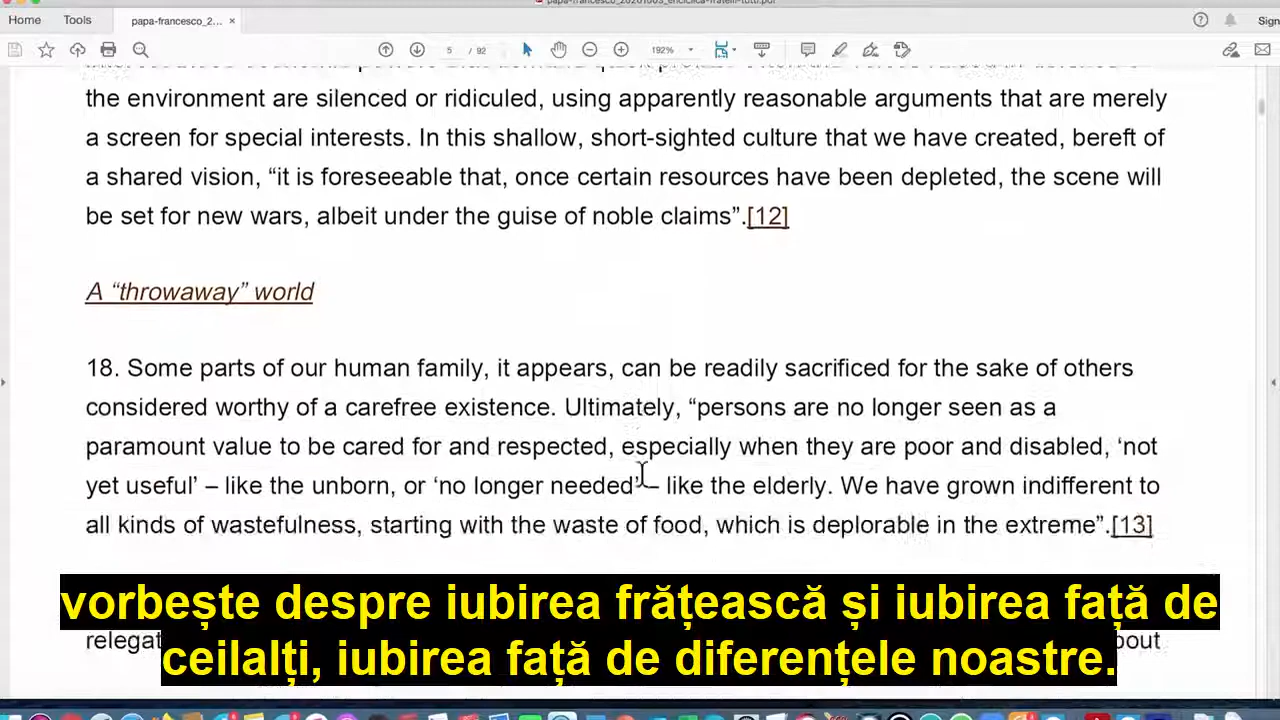 papa-francesco_20201003_enciclica-fratelli-tutti.pdf
Home Tools papa-francesco_2... × Sign
5 / 92 192%
the environment are silenced or ridiculed, using apparently reasonable arguments that are merely
a screen for special interests. In this shallow, short-sighted culture that we have created, bereft of
a shared vision, “it is foreseeable that, once certain resources have been depleted, the scene will
be set for new wars, albeit under the guise of noble claims”.[12]
A “throwaway” world
18. Some parts of our human family, it appears, can be readily sacrificed for the sake of others
considered worthy of a carefree existence. Ultimately, “persons are no longer seen as a
paramount value to be cared for and respected, especially when they are poor and disabled, ‘not
yet useful’ – like the unborn, or ‘no longer needed’ – like the elderly. We have grown indifferent to
all kinds of wastefulness, starting with the waste of food, which is deplorable in the extreme”.[13]
vorbește despre iubirea frățească și iubirea față de
ceilalți, iubirea față de diferențele noastre.